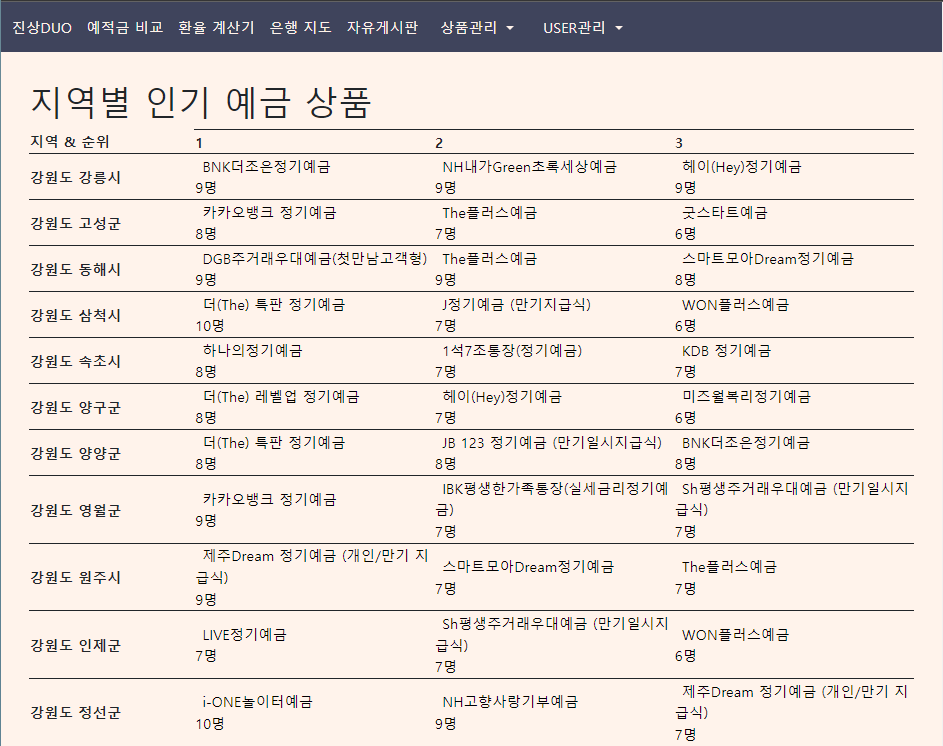 진상DUO 예적금 비교 환율 계산기 은행 지도 자유게시판 상품관리 USER관리
지역별 인기 예금 상품
지역 & 순위 1 2 3
강원도 강릉시
BNK더조은정기예금
9명
NH내가Green초록세상예금
9명
헤이(Hey)정기예금
9명
강원도 고성군
카카오뱅크 정기예금
8명
The플러스예금
7명
굿스타트예금
6명
강원도 동해시
DGB주거래우대예금(첫만남고객형)
9명
The플러스예금
9명
스마트모아Dream정기예금
8명
강원도 삼척시
더(The) 특판 정기예금
10명
J정기예금 (만기지급식)
7명
WON플러스예금
6명
강원도 속초시
하나의정기예금
8명
1석7조통장(정기예금)
7명
KDB 정기예금
7명
강원도 양구군
더(The) 레벨업 정기예금
8명
헤이(Hey)정기예금
7명
미즈월복리정기예금
6명
강원도 양양군
더(The) 특판 정기예금
8명
JB 123 정기예금 (만기일시지급식)
8명
BNK더조은정기예금
8명
강원도 영월군
카카오뱅크 정기예금
9명
IBK평생한가족통장(실세금리정기예
금)
7명
Sh평생주거래우대예금 (만기일시지
급식)
7명
강원도 원주시
제주Dream 정기예금 (개인/만기 지
급식)
9명
스마트모아Dream정기예금
7명
The플러스예금
7명
강원도 인제군
LIVE정기예금
7명
Sh평생주거래우대예금 (만기일시지
급식)
7명
WON플러스예금
6명
강원도 정선군
i-ONE놀이터예금
10명
NH고향사랑기부예금
9명
제주Dream 정기예금 (개인/만기 지
급식)
7명